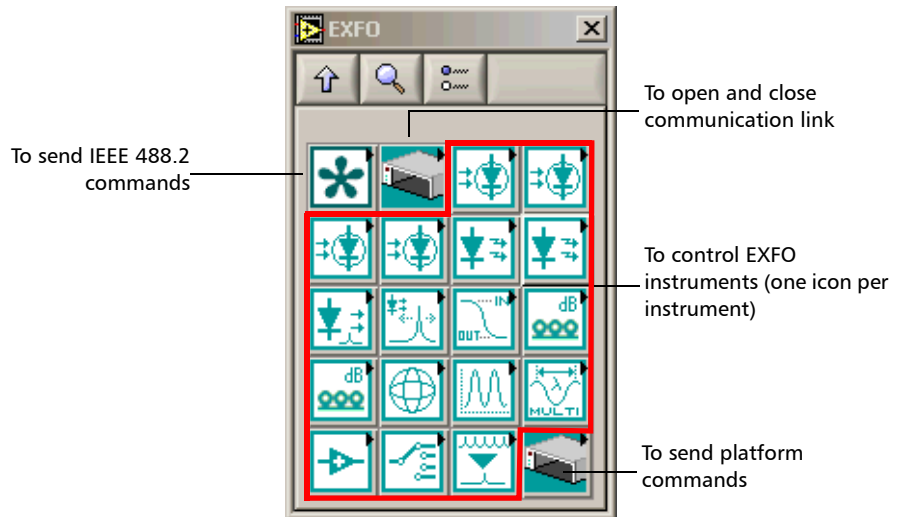 EXFO
To open and close
communication link
To send IEEE 488.2
commands
To control EXFO
instruments (one icon per
instrument)
IN
OUT
dB
dB
λ
MULTI
To send platform
commands